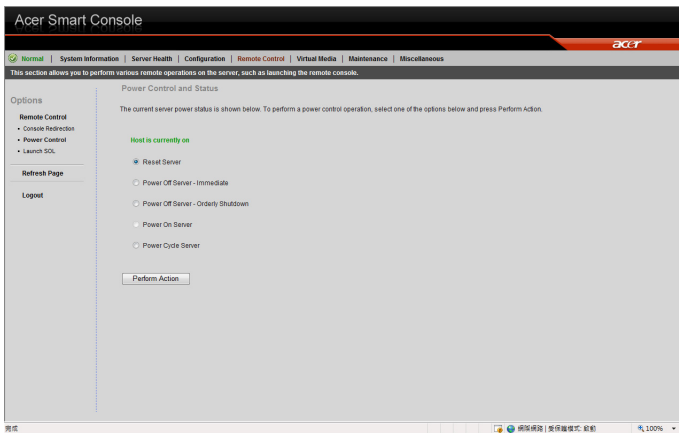 Acer Smart Console
acer
Normal | System Information | Server Health | Configuration | Remote Control | Virtual Media | Maintenance | Miscellaneous
This section allows you to perform various remote operations on the server, such as launching the remote console.
Options
Remote Control
• Console Redirection
• Power Control
• Launch SOL
Refresh Page
Logout
Power Control and Status
The current server power status is shown below. To perform a power control operation, select one of the options below and press Perform Action.
Host is currently on
Reset Server
Power Off Server - Immediate
Power Off Server - Orderly Shutdown
Power On Server
Power Cycle Server
Perform Action
完成
網際網路 | 受保護模式: 啟動
100%